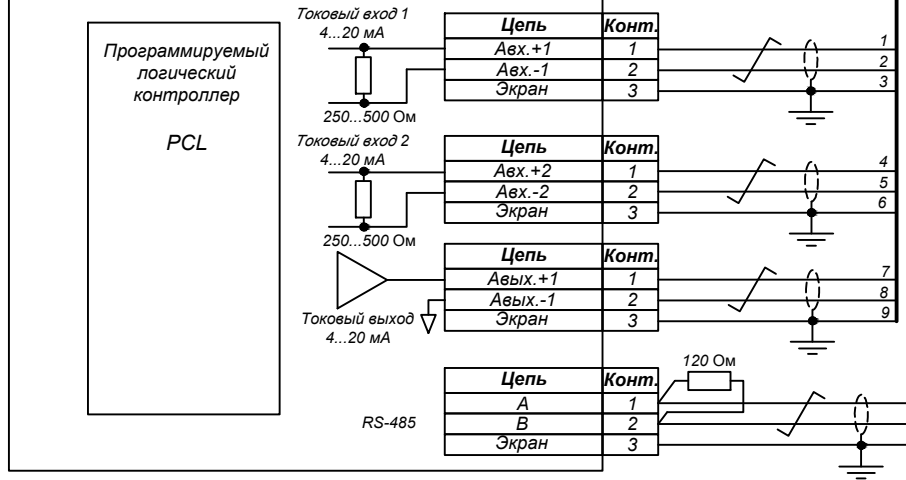 Программируемый
логический
контроллер
PCL
Токовый вход 1
4...20 мА
250...500 Ом
Цепь Конт.
Авх.+1 1
Авх.-1 2
Экран 3
1
2
3
Токовый вход 2
4...20 мА
250...500 Ом
Цепь Конт.
Авх.+2 1
Авх.-2 2
Экран 3
4
5
6
Токовый выход
4...20 мА
Цепь Конт.
Авых.+1 1
Авых.-1 2
Экран 3
7
8
9
RS-485
Цепь Конт.
A 1
B 2
Экран 3
120 Ом